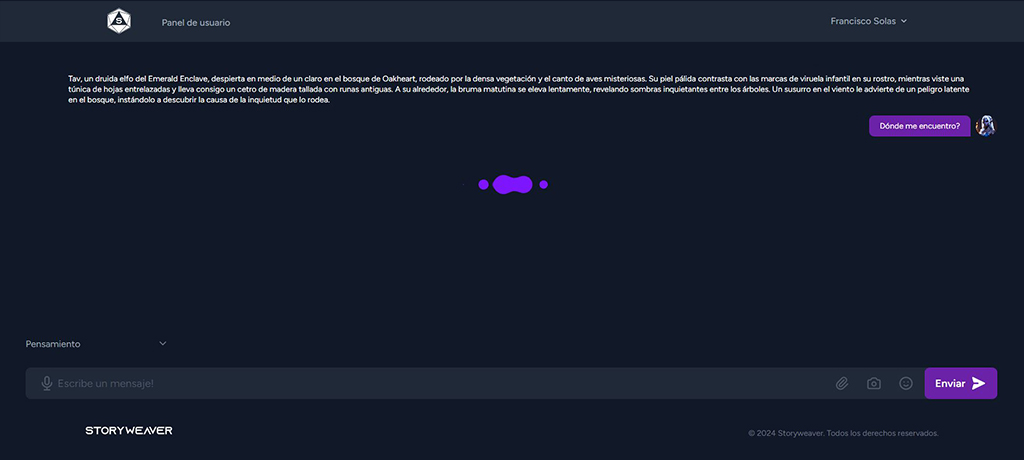 S
Panel de usuario
Francisco Solas
Tav, un druida elfo del Emerald Enclave, despierta en medio de un claro en el bosque de Oakheart, rodeado por la densa vegetación y el canto de aves misteriosas. Su piel pálida contrasta con las marcas de viruela infantil en su rostro, mientras viste una
túnica de hojas entrelazadas y lleva consigo un cetro de madera tallada con runas antiguas. A su alrededor, la bruma matutina se eleva lentamente, revelando sombras inquietantes entre los árboles. Un susurro en el viento le advierte de un peligro latente
en el bosque, instándolo a descubrir la causa de la inquietud que lo rodea.
Dónde me encuentro?
Pensamiento
Escribe un mensaje!
Enviar
STORYWEAVER
© 2024 Storyweaver. Todos los derechos reservados.